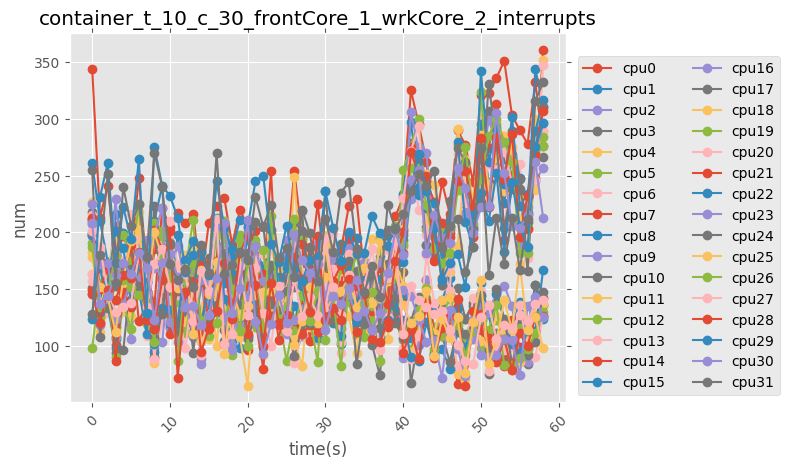 container_t_10_c_30_frontCore_1_wrkCore_2_interrupts
num
350
300
250
200
150
100
0
10
20
30
40
50
60
time(s)
cpu0
cpu1
cpu2
cpu3
cpu4
cpu5
cpu6
cpu7
cpu8
cpu9
cpu10
cpu11
cpu12
cpu13
cpu14
cpu15
cpu16
cpu17
cpu18
cpu19
cpu20
cpu21
cpu22
cpu23
cpu24
cpu25
cpu26
cpu27
cpu28
cpu29
cpu30
cpu31